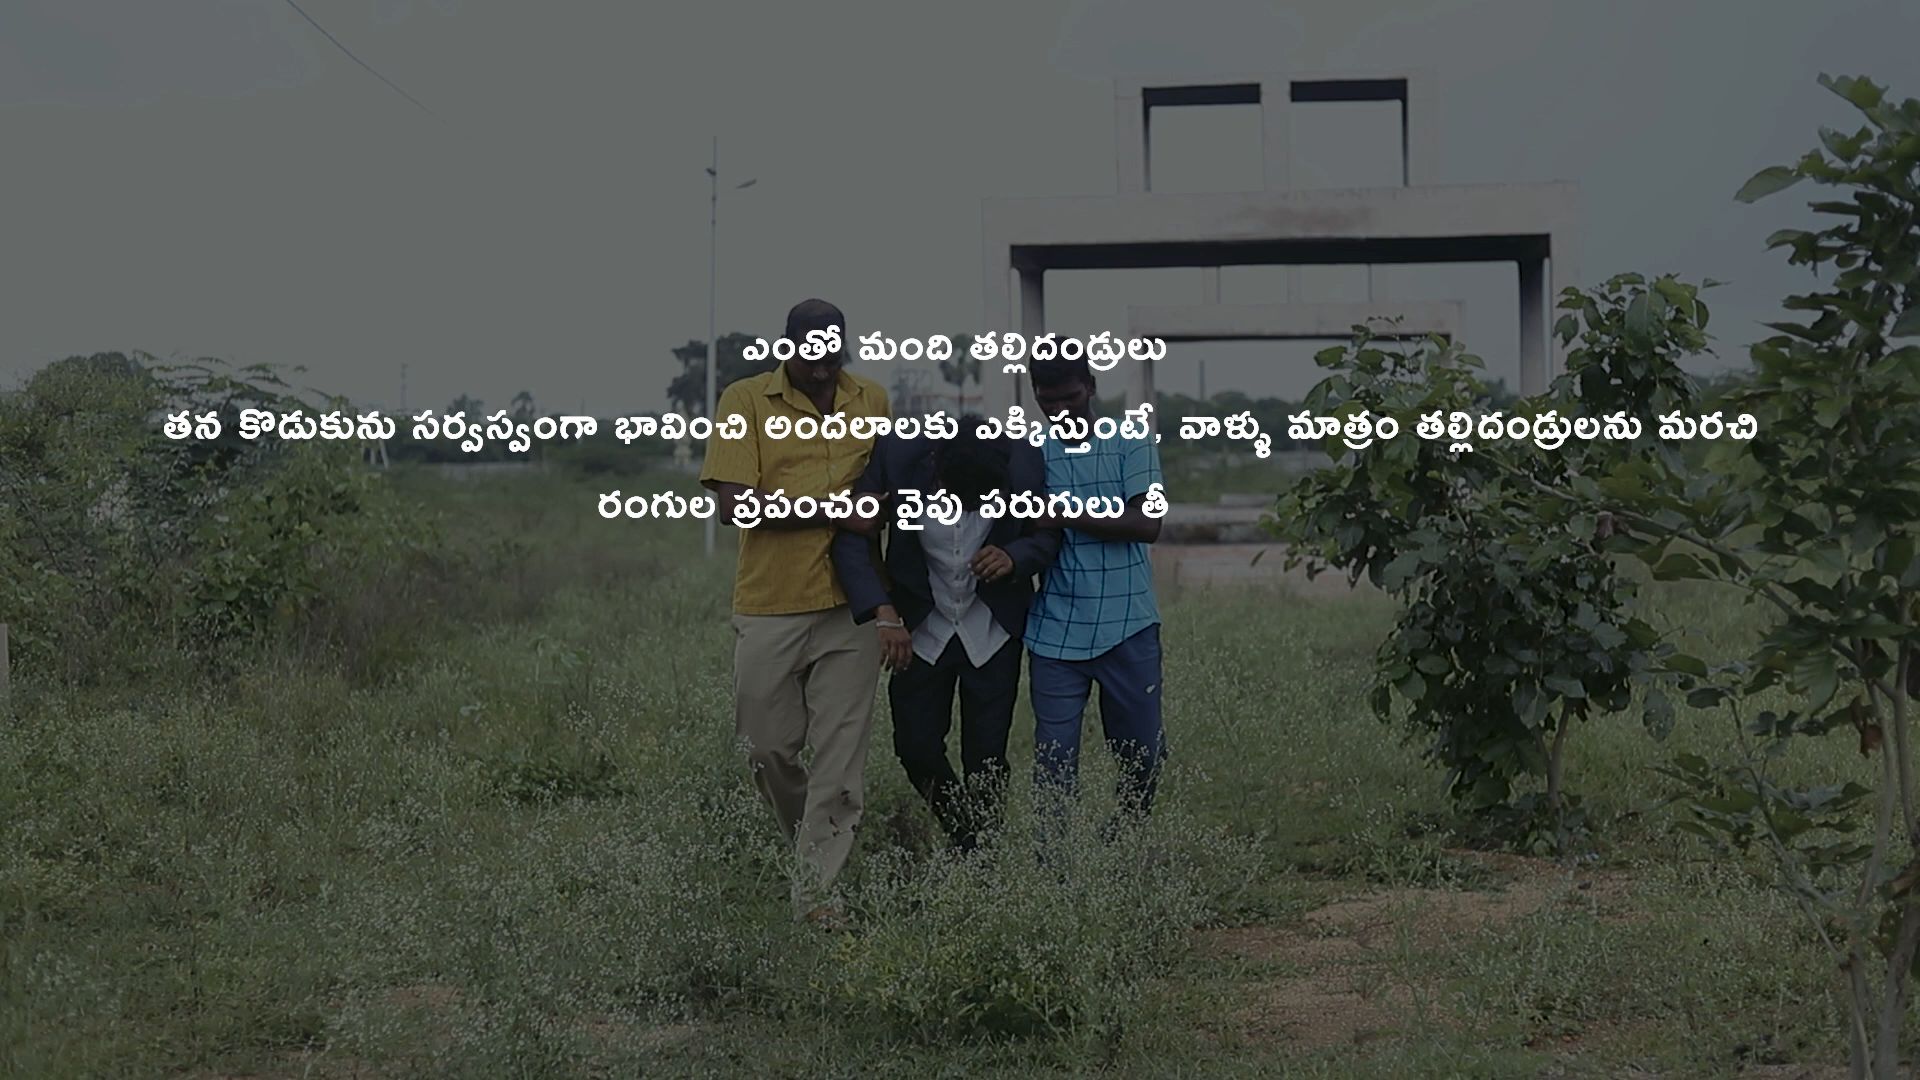 ఎంతో మంది తల్లిదండ్రులు
తన కొడుకును సర్వస్వంగా భావించి అందలాలకు ఎక్కిస్తుంటే, వాళ్ళు మాత్రం తల్లిదండ్రులను మరచి
రంగుల ప్రపంచం వైపు పరుగులు తీ